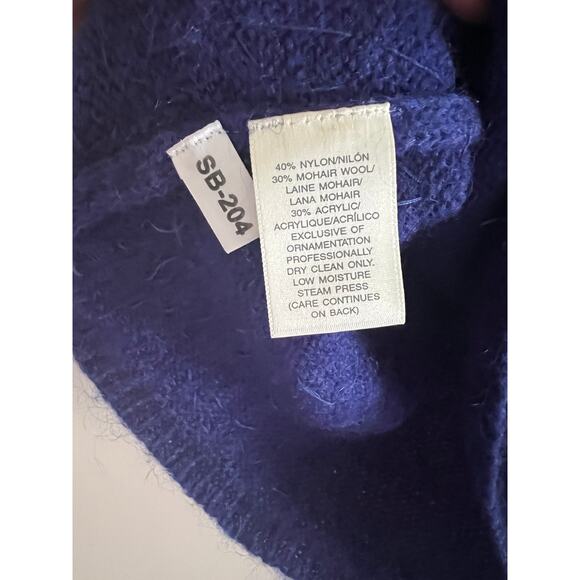 SB-204
40% NYLON/NILÓN
30% MOHAIR WOOL/
LAINE MOHAIR/
LANA MOHAIR
30% ACRYLIC/
ACRYLIQUE/ACRÍLICO
EXCLUSIVE OF
ORNAMENTATION
PROFESSIONALLY
DRY CLEAN ONLY.
LOW MOISTURE
STEAM PRESS
(CARE CONTINUES
ON BACK)